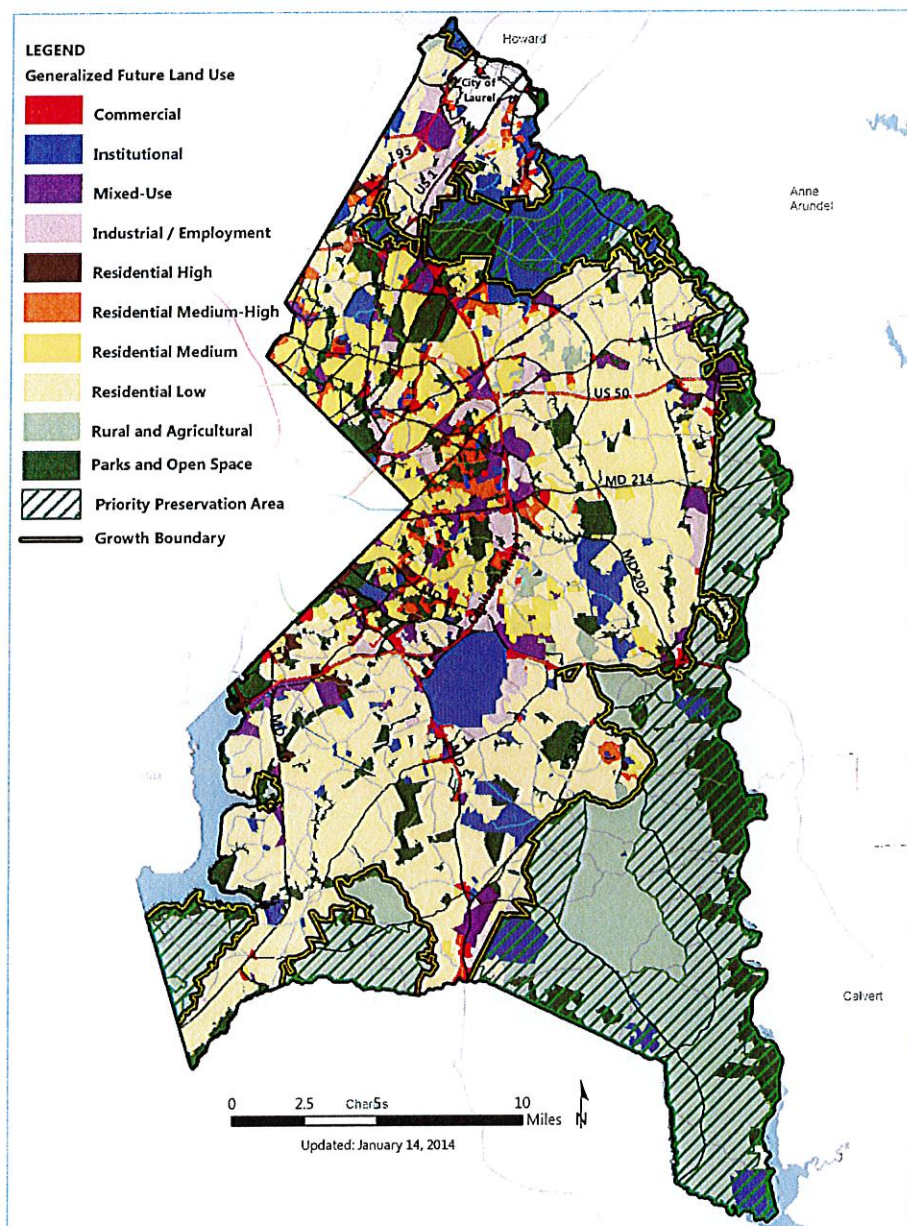 LEGEND
Generalized Future Land Use
Commercial
Institutional
Mixed-Use
Industrial / Employment
Residential High
Residential Medium-High
Residential Medium
Residential Low
Rural and Agricultural
Parks and Open Space
Priority Preservation Area
Growth Boundary
Howard
City of
Laurel
I 95
US 1
Anne
Arundel
US 50
MD 214
MD 202
Calvert
0 2.5 5 10
Miles
N
Updated: January 14, 2014